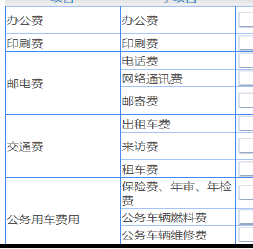 办公费 办公费
印刷费 印刷费
邮电费 电话费
网络通讯费
邮寄费
交通费 出租车费
来访费
租车费
公务用车费用 保险费、年审、年检
费
公务车辆燃料费
公务车辆维修费